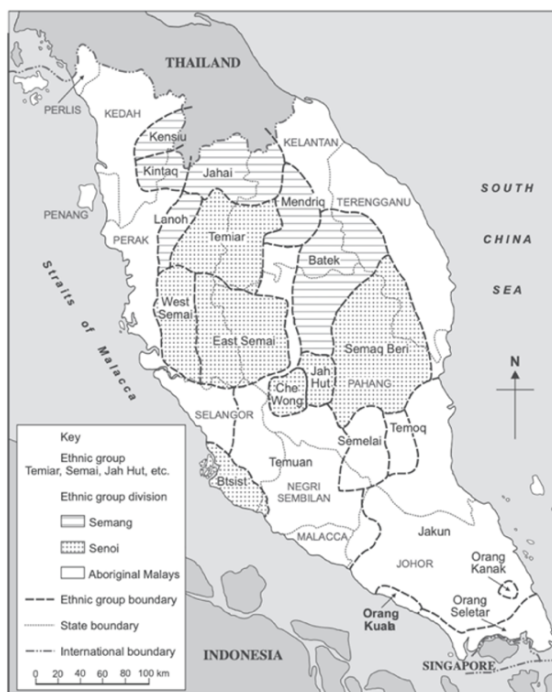 THAILAND
PERLIS
KEDAH
Kensiu
KELANTAN
Kintaq
Jahai
Mendriq
TERENGGANU
PENANG
Lanoh
PERAK
Temiar
Batek
SOUTH
CHINA
SEA
Straits of Malacca
West
Semai
East Semai
Semaq Beri
Jah
Hut
PAHANG
Che
Wong
N
SELANGOR
Semelai
Temoq
Btsist
Temuan
NEGRI
SEMBILAN
MALACCA
Jakun
JOHOR
Orang
Kanak
Orang
Seletar
Orang
INDONESIA
SINGAPORE
Key
Ethnic group
Temiar, Semai, Jah Hut, etc.
Ethnic group division
Semang
Senoi
Aboriginal Malays
Ethnic group boundary
State boundary
International boundary
0 20 40 60 80 100 km